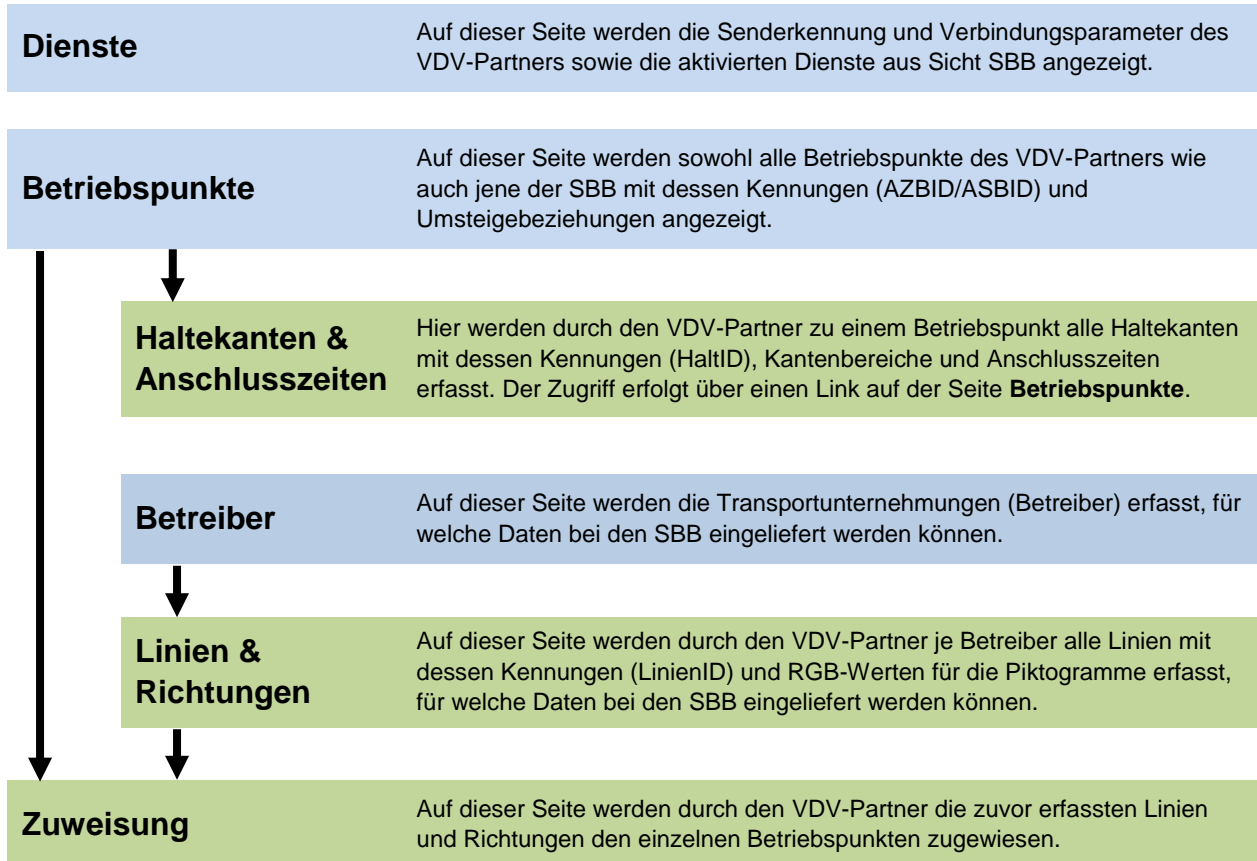 Dienste
Auf dieser Seite werden die Senderkennung und Verbindungsparameter des
VDV-Partners sowie die aktivierten Dienste aus Sicht SBB angezeigt.
Betriebspunkte
Auf dieser Seite werden sowohl alle Betriebspunkte des VDV-Partners wie
auch jene der SBB mit dessen Kennungen (AZBID/ASBID) und
Umsteigebeziehungen angezeigt.
Haltekanten &
Anschlusszeiten
Hier werden durch den VDV-Partner zu einem Betriebspunkt alle Haltekanten
mit dessen Kennungen (HaltID), Kantenbereiche und Anschlusszeiten
erfasst. Der Zugriff erfolgt über einen Link auf der Seite Betriebspunkte.
Betreiber
Auf dieser Seite werden die Transportunternehmungen (Betreiber) erfasst, für
welche Daten bei den SBB eingeliefert werden können.
Linien &
Richtungen
Auf dieser Seite werden durch den VDV-Partner je Betreiber alle Linien mit
dessen Kennungen (LinienID) und RGB-Werten für die Piktogramme erfasst,
für welche Daten bei den SBB eingeliefert werden können.
Zuweisung
Auf dieser Seite werden durch den VDV-Partner die zuvor erfassten Linien
und Richtungen den einzelnen Betriebspunkten zugewiesen.